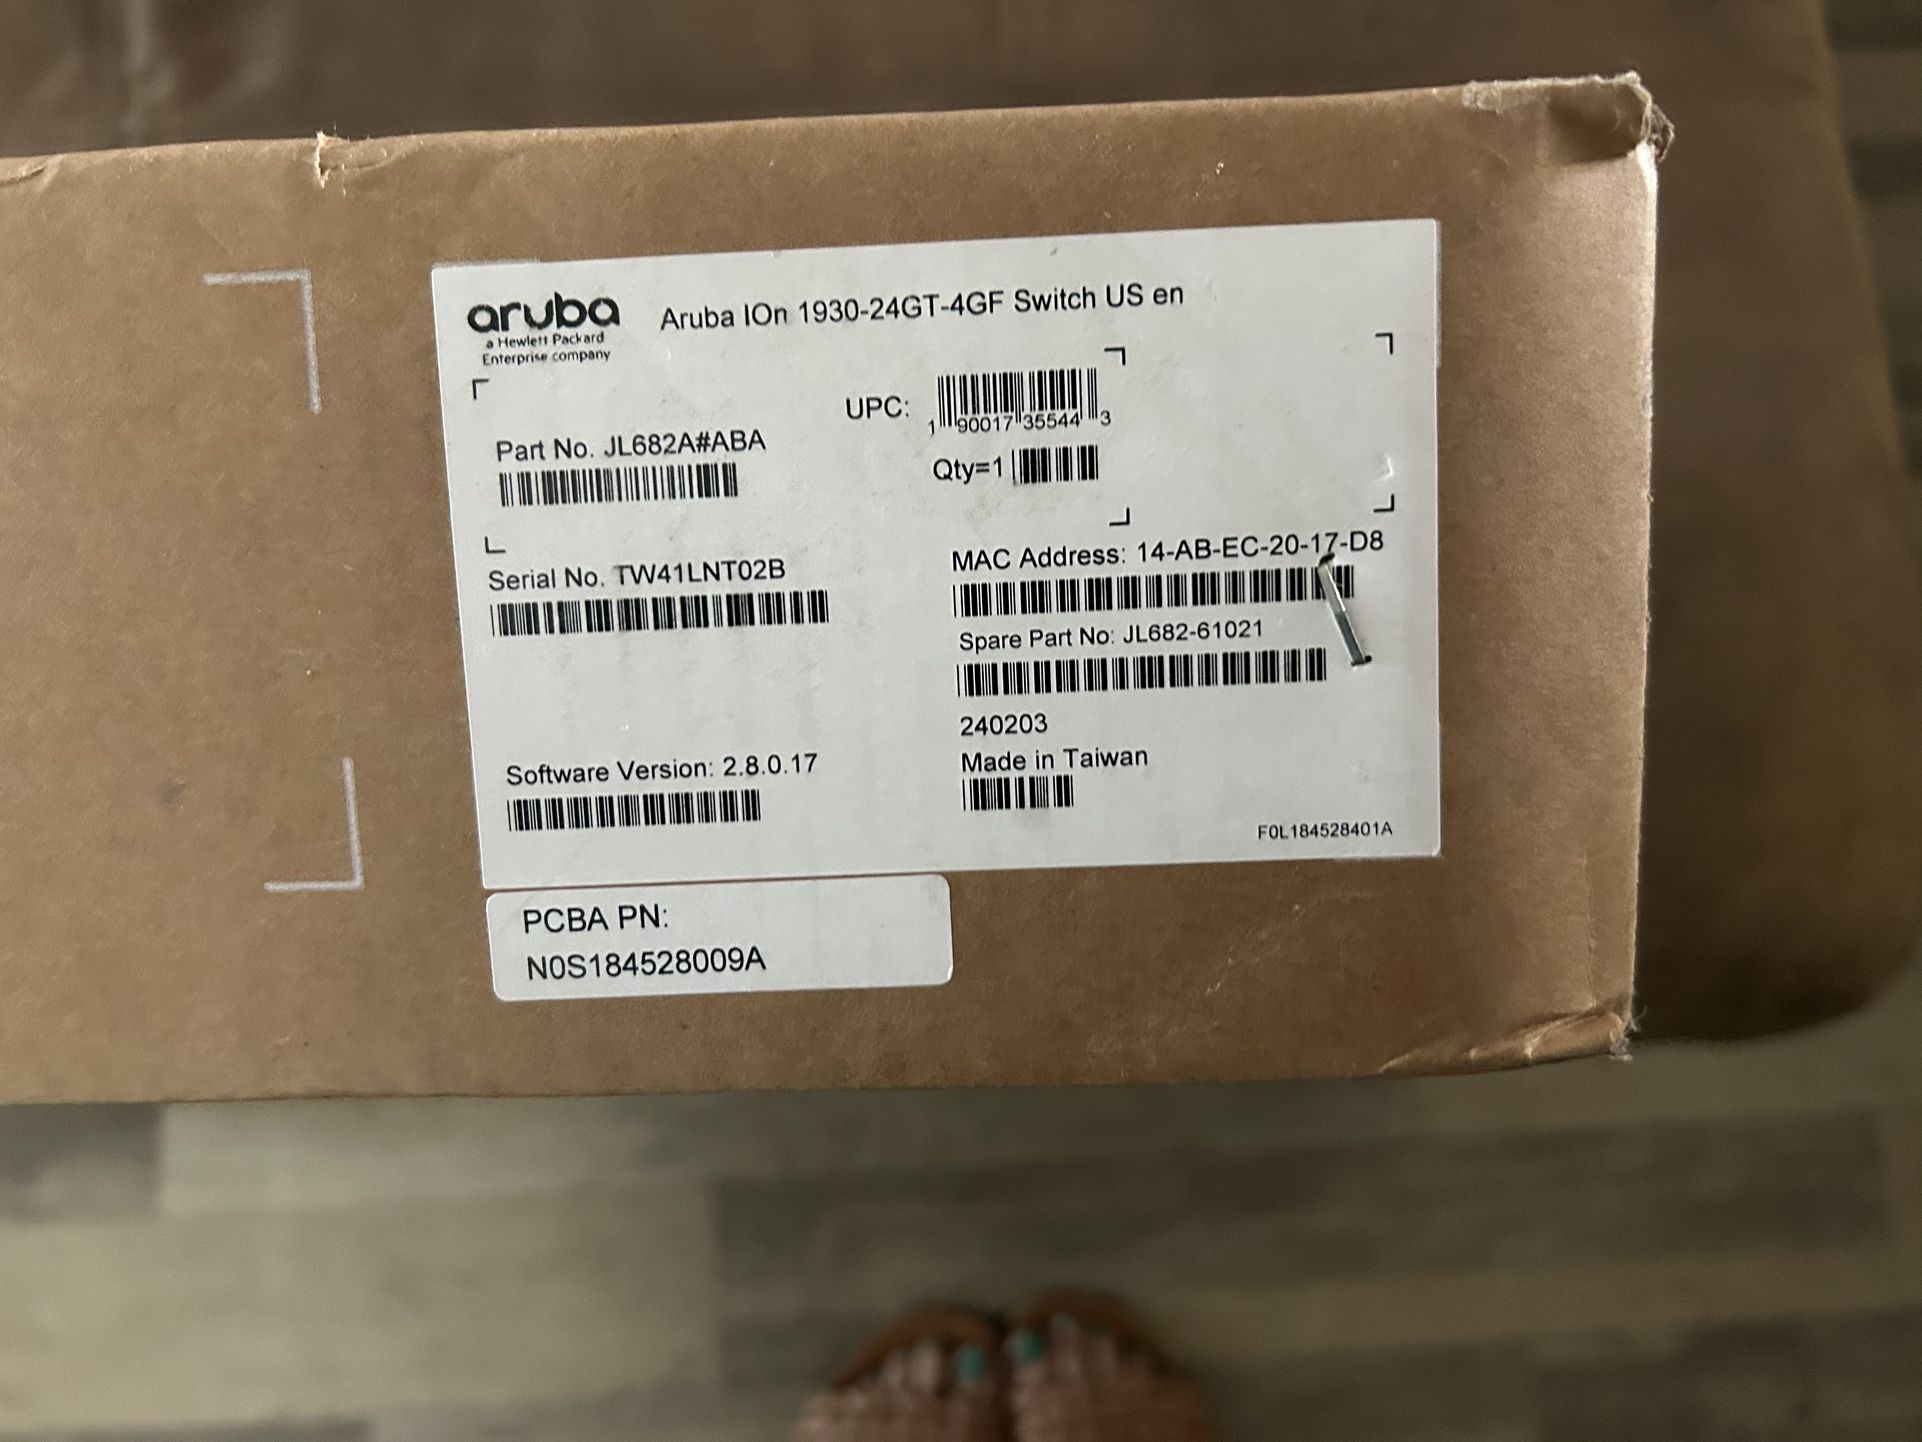 aruba
a Hewlett Packard
Enterprise company
Aruba IOn 1930-24GT-4GF Switch US en
UPC:
1 90017 35544 3
Part No. JL682A#ABA
Qty=1
Serial No. TW41LNT02B
MAC Address: 14-AB-EC-20-17-D8
Spare Part No: JL682-61021
240203
Made in Taiwan
Software Version: 2.8.0.17
F0L184528401A
PCBA PN:
N0S184528009A